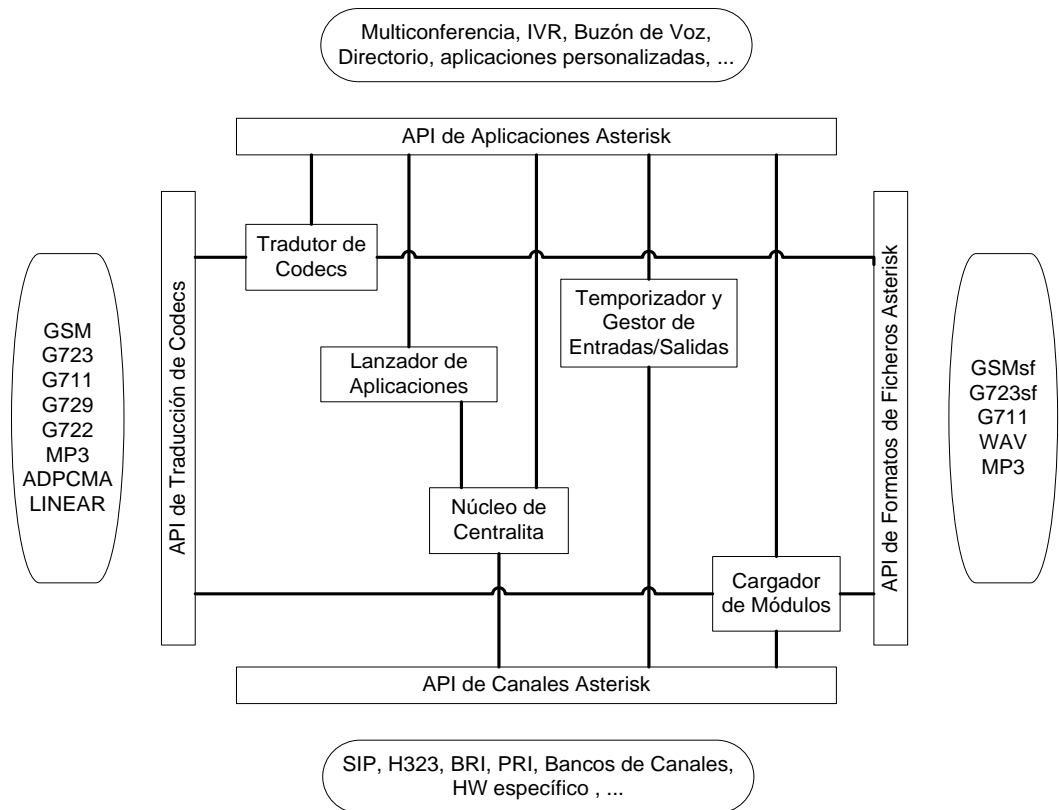 Multiconferencia, IVR, Buzón de Voz,
Directorio, aplicaciones personalizadas, ...
API de Aplicaciones Asterisk
API de Traducción de Codecs
API de Formatos de Ficheros Asterisk
Tradutor de
Codecs
Temporizador y
Gestor de
Entradas/Salidas
Lanzador de
Aplicaciones
GSM
G723
G711
G729
G722
MP3
ADPCMA
LINEAR
GSMsf
G723sf
G711
WAV
MP3
Núcleo de
Centralita
Cargador
de Módulos
API de Canales Asterisk
SIP, H323, BRI, PRI, Bancos de Canales,
HW específico , ...